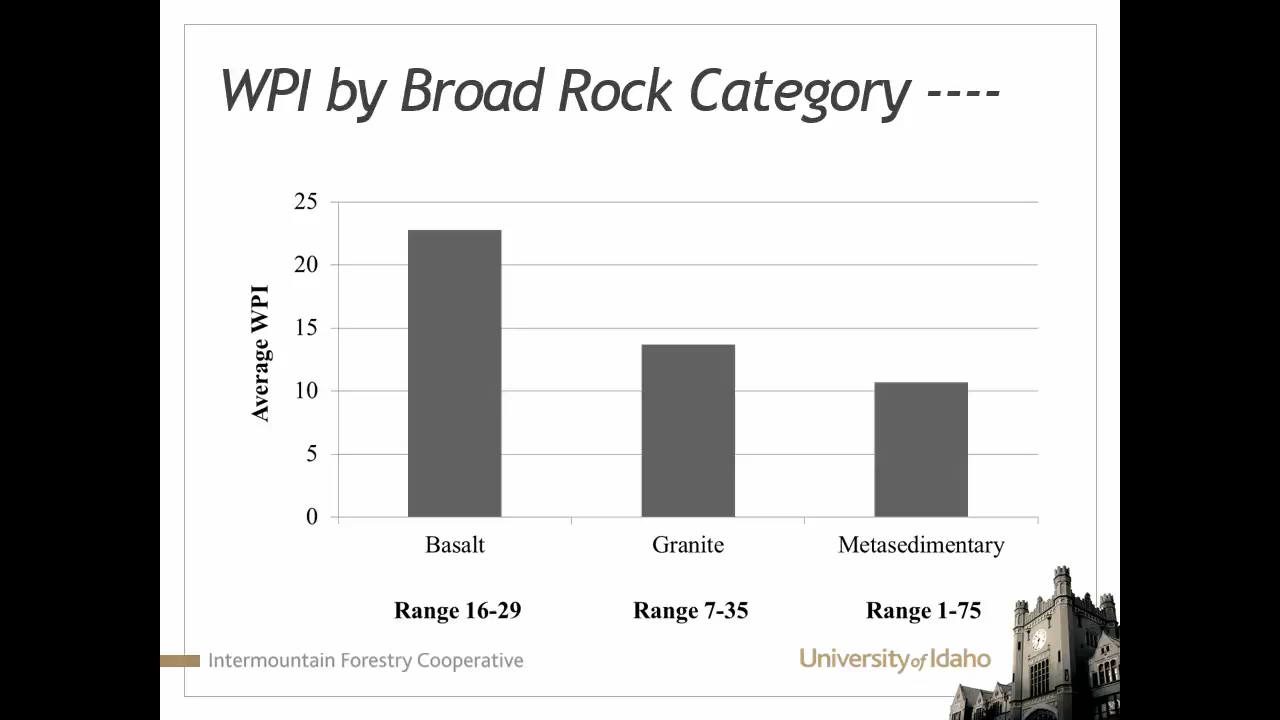 WPI by Broad Rock Category ----
25
20
15
10
5
0
Average WPI
Basalt Granite Metasedimentary
Range 16-29 Range 7-35 Range 1-75
Intermountain Forestry Cooperative
University of Idaho